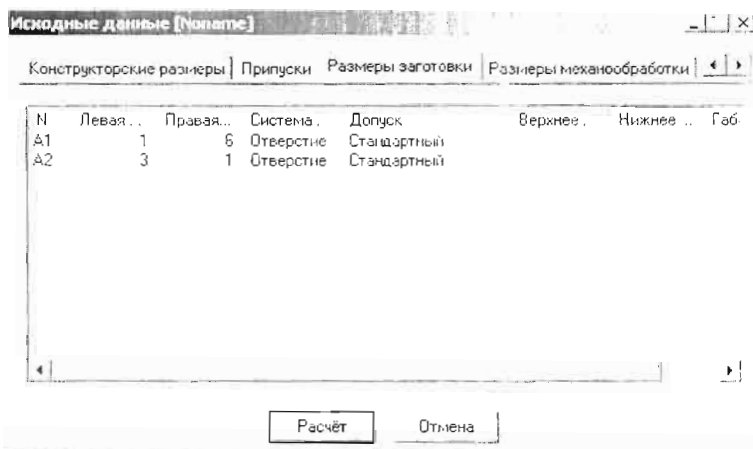 Исходные данные [Noname]
Конструкторские размеры Припуски Размеры заготовки Размеры механообработки
N Левая... Правая... Система. Допуск Верхнее. Нижнее .. Габ
A1 1 6 Отверстие Стандартный
A2 3 1 Отверстие Стандартный
Расчёт Отмена